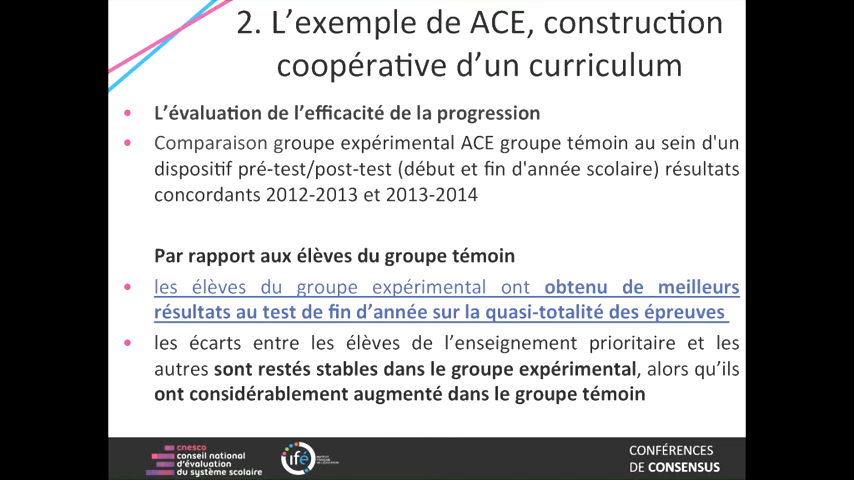 2. L'exemple de ACE, construction
coopérative d'un curriculum
• L'évaluation de l'efficacité de la progression
• Comparaison groupe expérimental ACE groupe témoin au sein d'un
dispositif pré-test/post-test (début et fin d'année scolaire) résultats
concordants 2012-2013 et 2013-2014
Par rapport aux élèves du groupe témoin
• les élèves du groupe expérimental ont obtenu de meilleurs
résultats au test de fin d'année sur la quasi-totalité des épreuves
• les écarts entre les élèves de l'enseignement prioritaire et les
autres sont restés stables dans le groupe expérimental, alors qu'ils
ont considérablement augmenté dans le groupe témoin
cnesco
conseil national
d'évaluation
du système scolaire
ifé
CONFÉRENCES
DE CONSENSUS